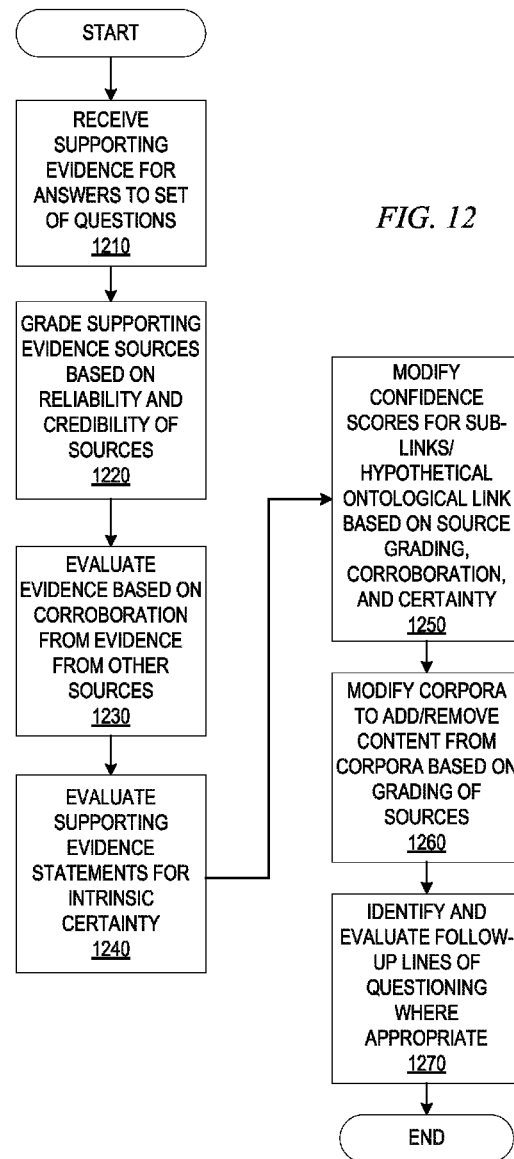 START
RECEIVE
SUPPORTING
EVIDENCE FOR
ANSWERS TO SET
OF QUESTIONS
1210
FIG. 12
GRADE SUPPORTING
EVIDENCE SOURCES
BASED ON
RELIABILITY AND
CREDIBILITY OF
SOURCES
1220
EVALUATE
EVIDENCE BASED ON
CORROBORATION
FROM EVIDENCE
FROM OTHER
SOURCES
1230
EVALUATE
SUPPORTING
EVIDENCE
STATEMENTS FOR
INTRINSIC
CERTAINTY
1240
MODIFY
CONFIDENCE
SCORES FOR SUB-
LINKS/
HYPOTHETICAL
ONTOLOGICAL LINK
BASED ON SOURCE
GRADING,
CORROBORATION,
AND CERTAINTY
1250
MODIFY CORPORA
TO ADD/REMOVE
CONTENT FROM
CORPORA BASED ON
GRADING OF
SOURCES
1260
IDENTIFY AND
EVALUATE FOLLOW-
UP LINES OF
QUESTIONING
WHERE
APPROPRIATE
1270
END